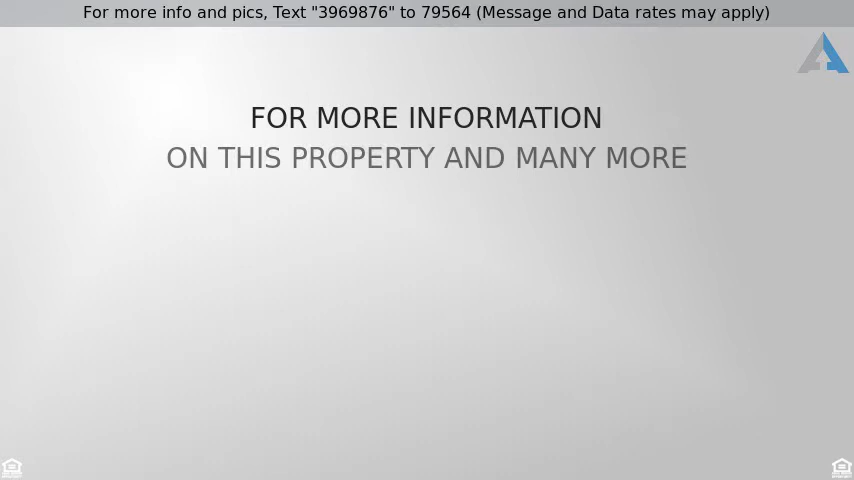 For more info and pics, Text "3969876" to 79564 (Message and Data rates may apply)
FOR MORE INFORMATION
ON THIS PROPERTY AND MANY MORE